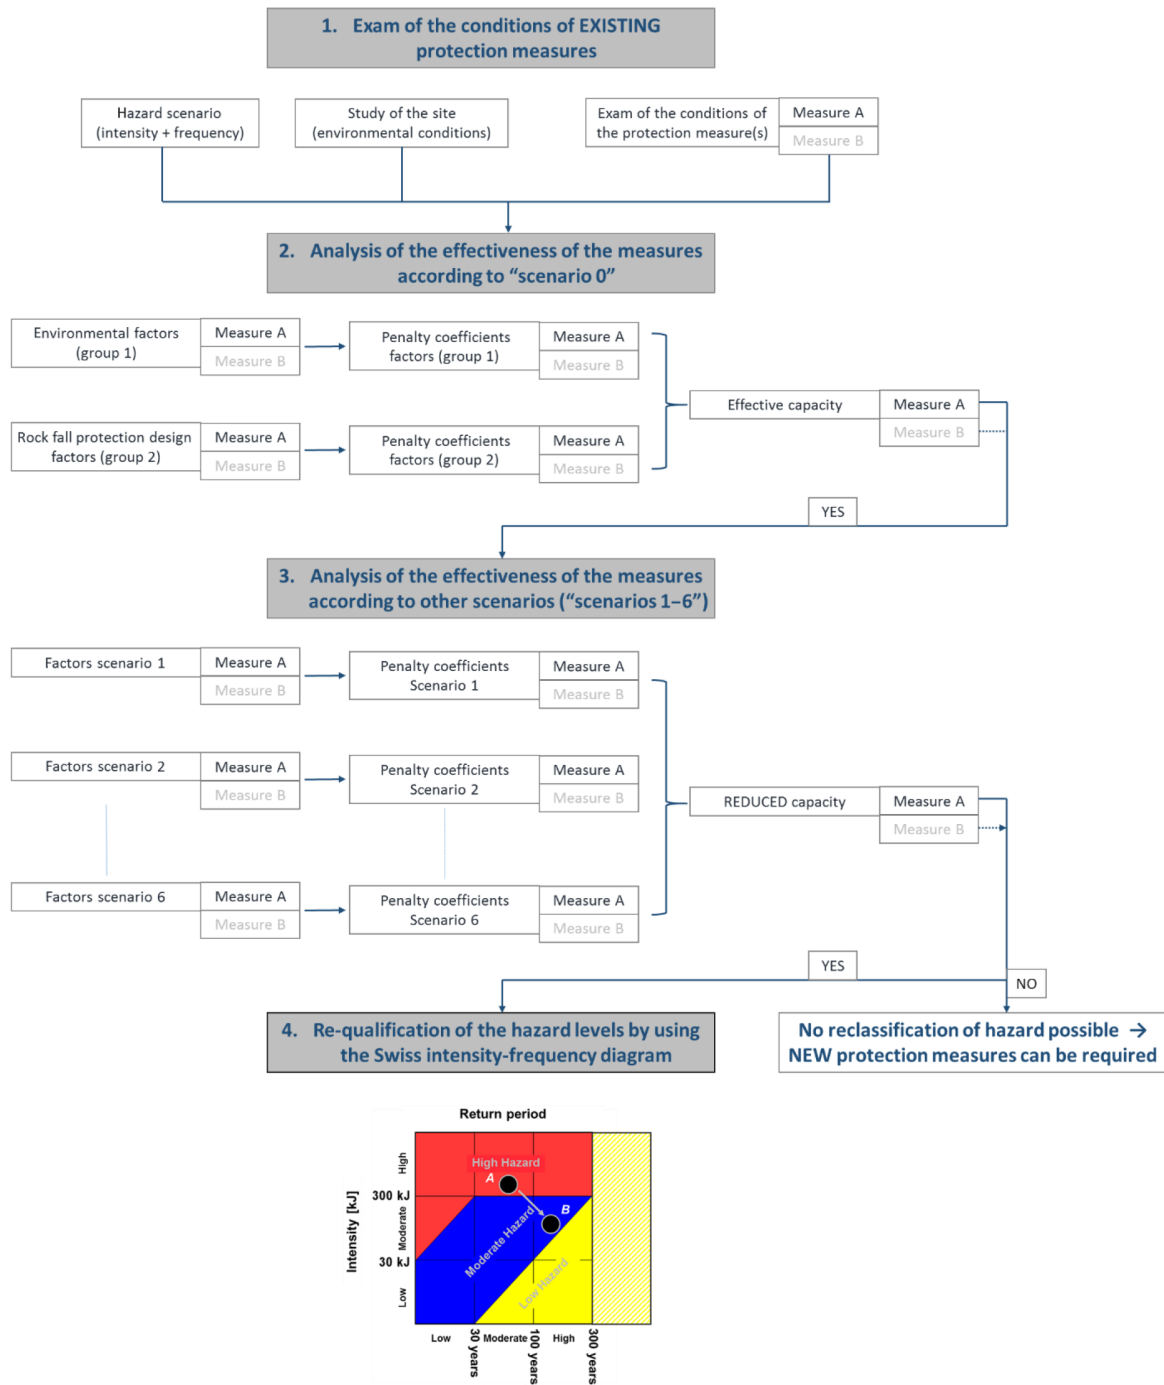 1. Exam of the conditions of EXISTING
protection measures
Hazard scenario
(intensity + frequency)
Study of the site
(environmental conditions)
Exam of the conditions of
the protection measure(s)
Measure A
Measure B
2. Analysis of the effectiveness of the measures
according to “scenario 0”
Environmental factors
(group 1)
Measure A
Measure B
Penalty coefficients
factors (group 1)
Measure A
Measure B
Effective capacity
Measure A
Measure B
Rock fall protection design
factors (group 2)
Measure A
Measure B
Penalty coefficients
factors (group 2)
Measure A
Measure B
YES
3. Analysis of the effectiveness of the measures
according to other scenarios (“scenarios 1–6”)
Factors scenario 1
Measure A
Measure B
Penalty coefficients
Scenario 1
Measure A
Measure B
Factors scenario 2
Measure A
Measure B
Penalty coefficients
Scenario 2
Measure A
Measure B
REDUCED capacity
Measure A
Measure B
Factors scenario 6
Measure A
Measure B
Penalty coefficients
Scenario 6
Measure A
Measure B
YES
NO
4. Re-qualification of the hazard levels by using
the Swiss intensity-frequency diagram
No reclassification of hazard possible →
NEW protection measures can be required
Return period
High Hazard
A
B
Moderate Hazard
Low Hazard
Intensity [kJ]
High
300 kJ
Moderate
30 kJ
Low
Low
30 years
Moderate
100 years
High
300 years